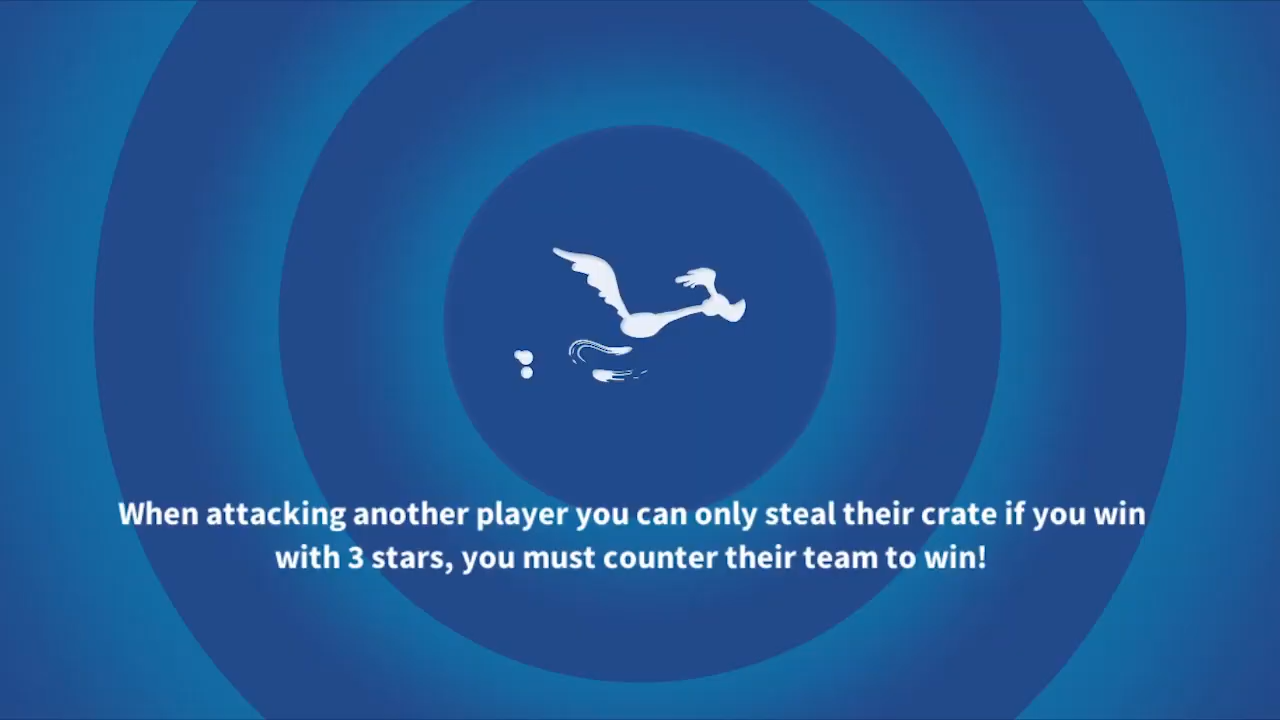 When attacking another player you can only steal their crate if you win
with 3 stars, you must counter their team to win!